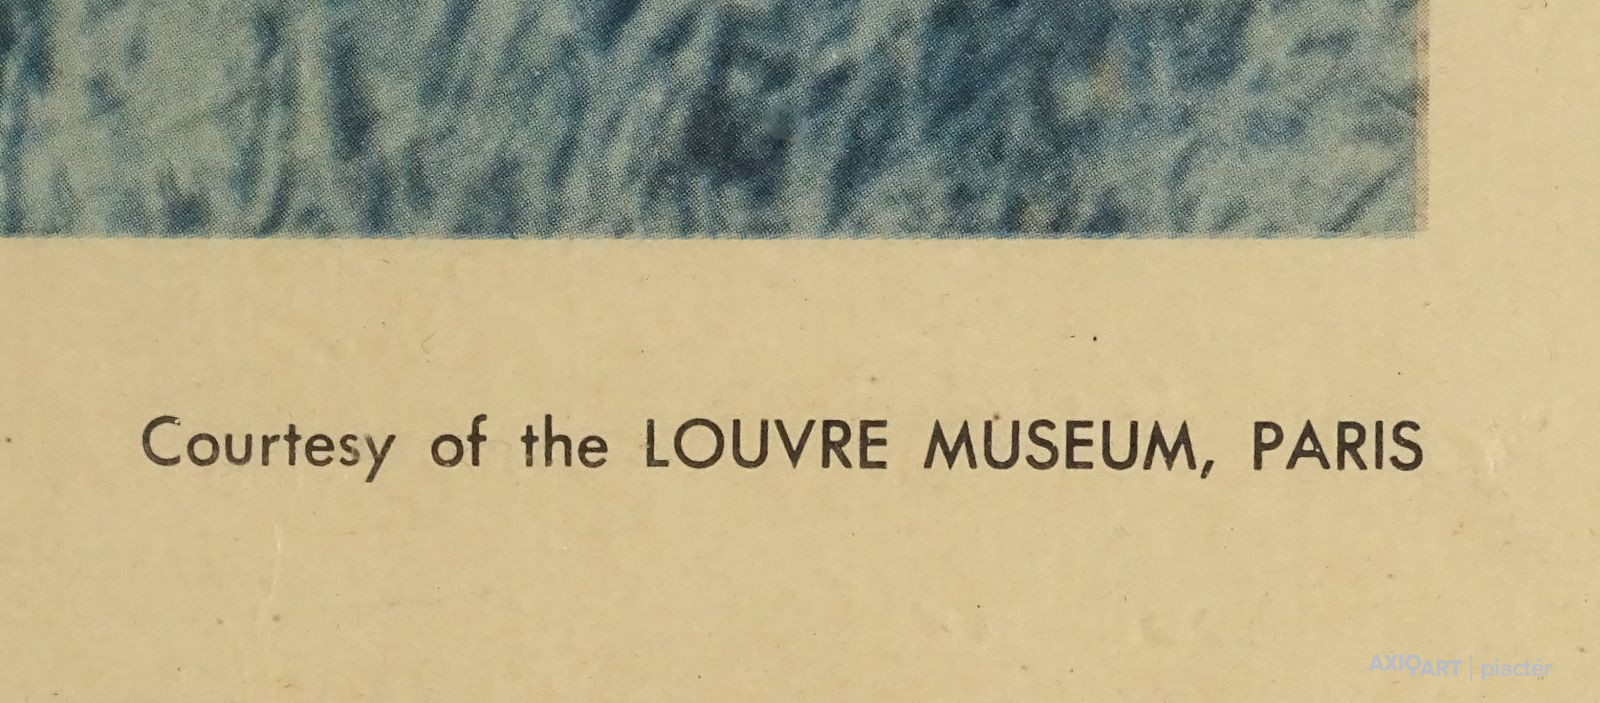 Courtesy of the LOUVRE MUSEUM, PARIS
AXIOART | piactér